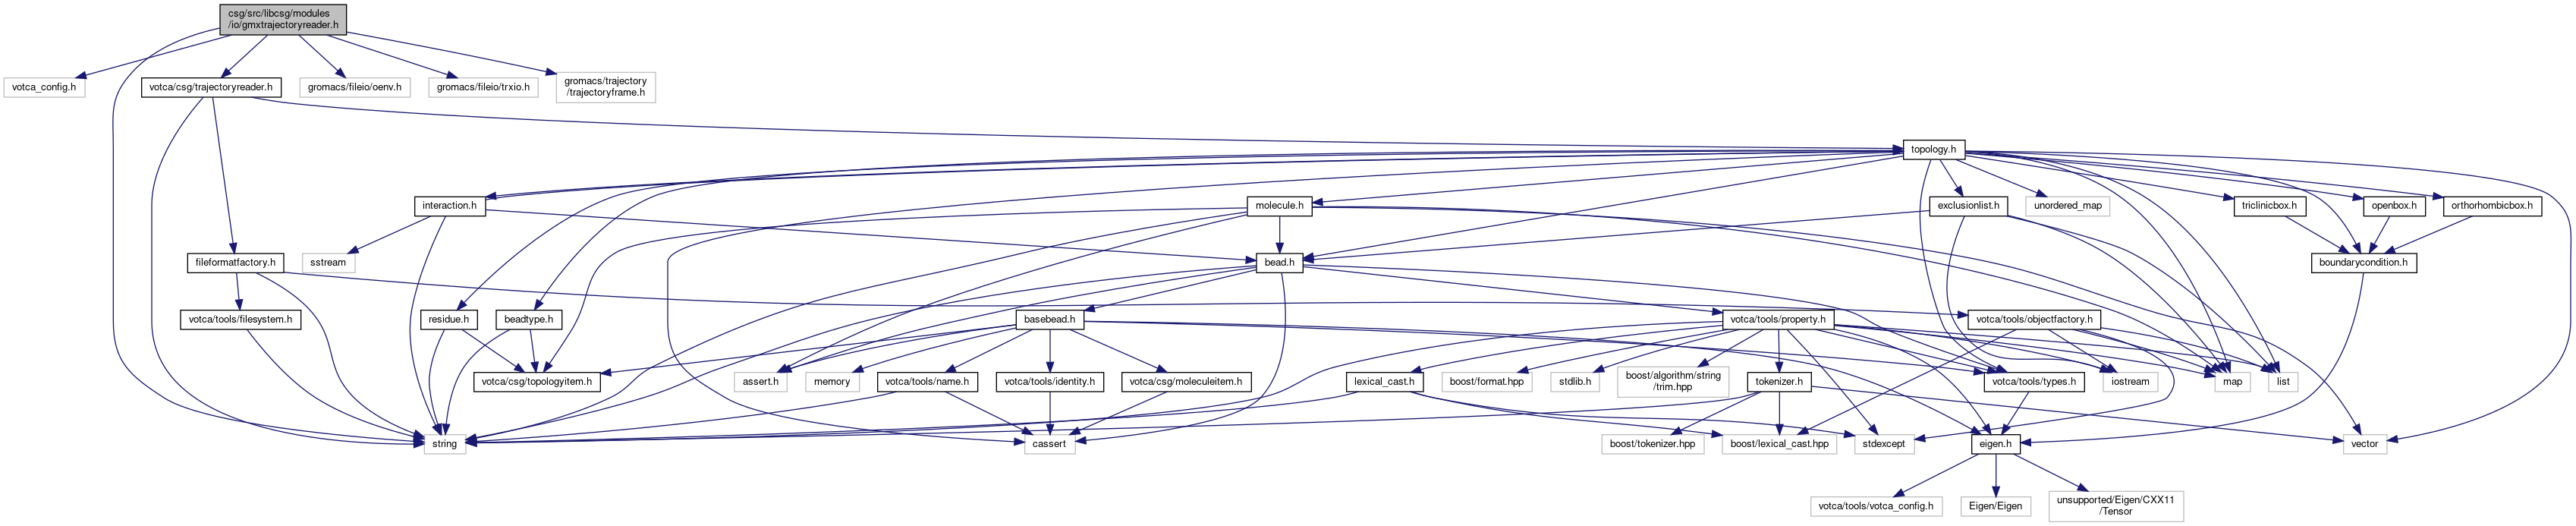 csg/src/libcsg/modules
/io/gmxtrajectoryreader.h
votca_config.h
votca/csg/trajectoryreader.h
gromacs/fileio/oenv.h
gromacs/fileio/trxio.h
gromacs/trajectory
/trajectoryframe.h
topology.h
interaction.h
molecule.h
exclusionlist.h
unordered_map
triclinicbox.h
openbox.h
orthorhombicbox.h
fileformatfactory.h
sstream
bead.h
boundarycondition.h
votca/tools/filesystem.h
residue.h
beadtype.h
basebead.h
votca/tools/property.h
votca/tools/objectfactory.h
votca/csg/topologyitem.h
assert.h
memory
votca/tools/name.h
votca/tools/identity.h
votca/csg/moleculeitem.h
lexical_cast.h
boost/format.hpp
stdlib.h
boost/algorithm/string
/trim.hpp
tokenizer.h
votca/tools/types.h
iostream
map
list
string
cassert
boost/tokenizer.hpp
boost/lexical_cast.hpp
stdexcept
eigen.h
vector
votca/tools/votca_config.h
Eigen/Eigen
unsupported/Eigen/CXX11
/Tensor